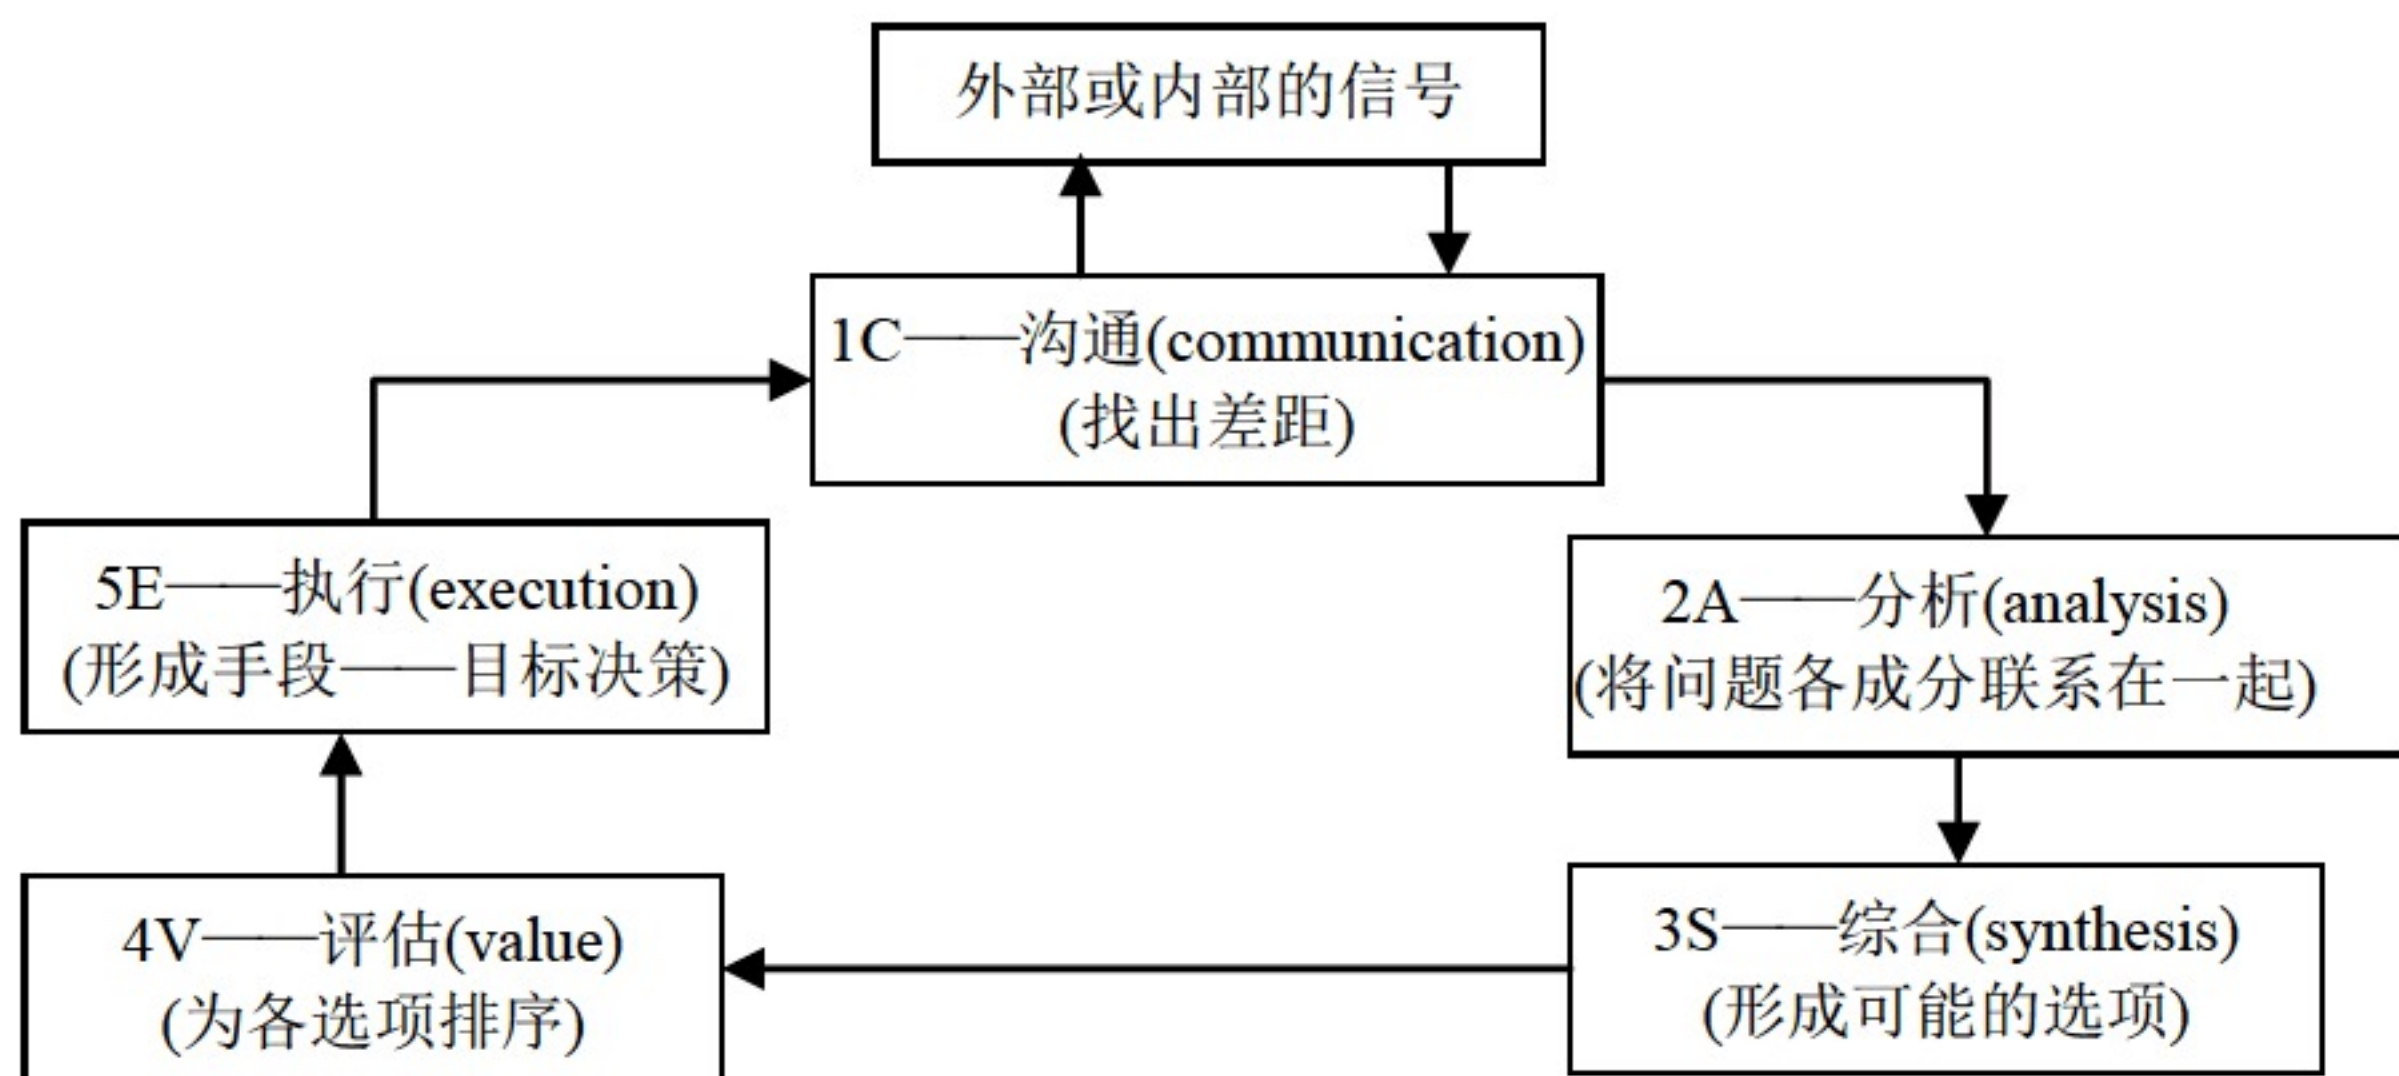 外部或内部的信号
1C——沟通(communication)
(找出差距)
2A——分析(analysis)
(将问题各成分联系在一起)
3S——综合(synthesis)
(形成可能的选项)
4V——评估(value)
(为各选项排序)
5E——执行(execution)
(形成手段——目标决策)